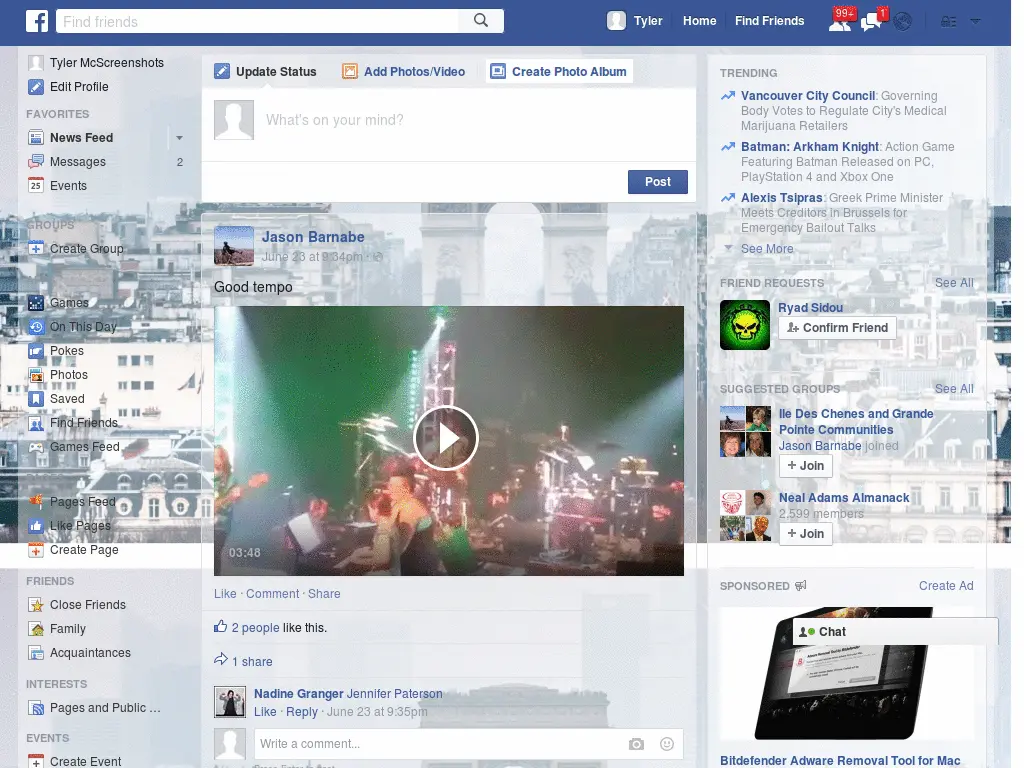 f
Find friends
Tyler
Home
Find Friends
99+
1
Tyler McScreenshots
Edit Profile
FAVORITES
News Feed
Messages
2
25
Events
GROUPS
Create Group
Games
On This Day
Pokes
Photos
Saved
Find Friends
Games Feed
Pages Feed
Like Pages
Create Page
FRIENDS
Close Friends
Family
Acquaintances
INTERESTS
Pages and Public ...
EVENTS
Create Event
Update Status
Add Photos/Video
Create Photo Album
What's on your mind?
Post
Jason Barnabe
June 23 at 9:34pm ·
Good tempo
03:48
Like · Comment · Share
2 people like this.
1 share
Nadine Granger Jennifer Paterson
Like · Reply · June 23 at 9:35pm
Write a comment...
TRENDING
Vancouver City Council: Governing
Body Votes to Regulate City's Medical
Marijuana Retailers
Batman: Arkham Knight: Action Game
Featuring Batman Released on PC,
PlayStation 4 and Xbox One
Alexis Tsipras: Greek Prime Minister
Meets Creditors in Brussels for
Emergency Bailout Talks
See More
FRIEND REQUESTS
See All
Ryad Sidou
Confirm Friend
SUGGESTED GROUPS
See All
Ile Des Chenes and Grande
Pointe Communities
Jason Barnabe joined
+ Join
Neal Adams Almanack
2,599 members
+ Join
SPONSORED
Create Ad
Chat
Bitdefender Adware Removal Tool for Mac